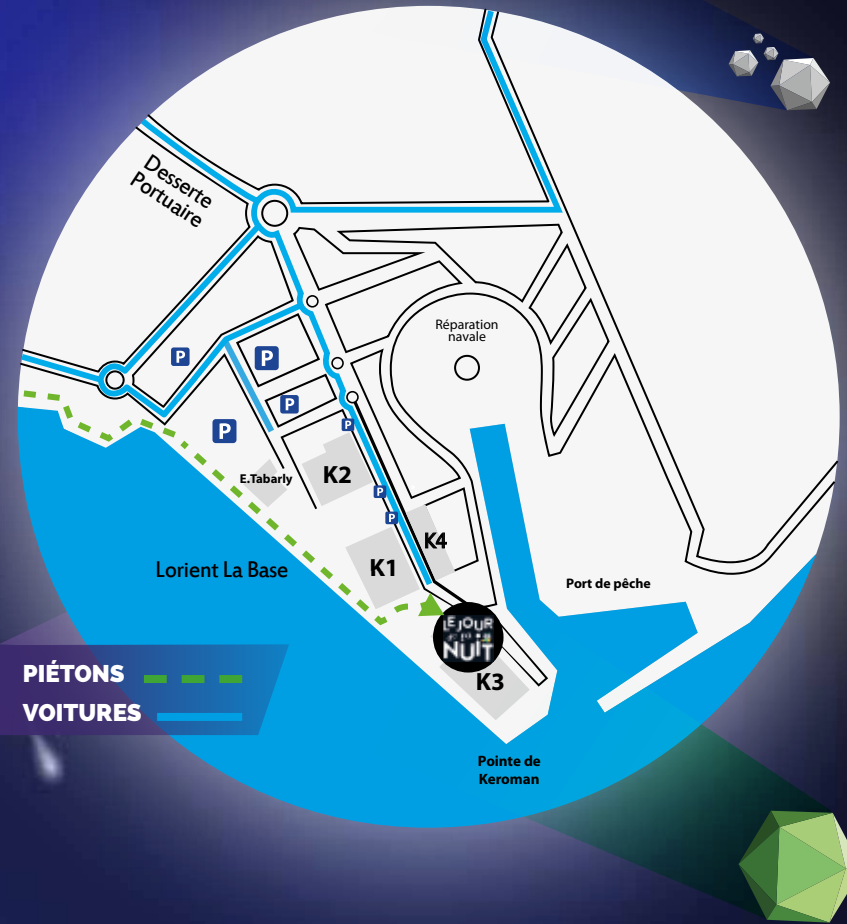 Desserte
Portuaire
Réparation
navale
P
P
P
P
P
P
P
E.Tabarly
K2
K4
K1
Lorient La Base
Port de pêche
LE JOUR
NUIT
K3
PIÉTONS
VOITURES
Pointe de
Keroman